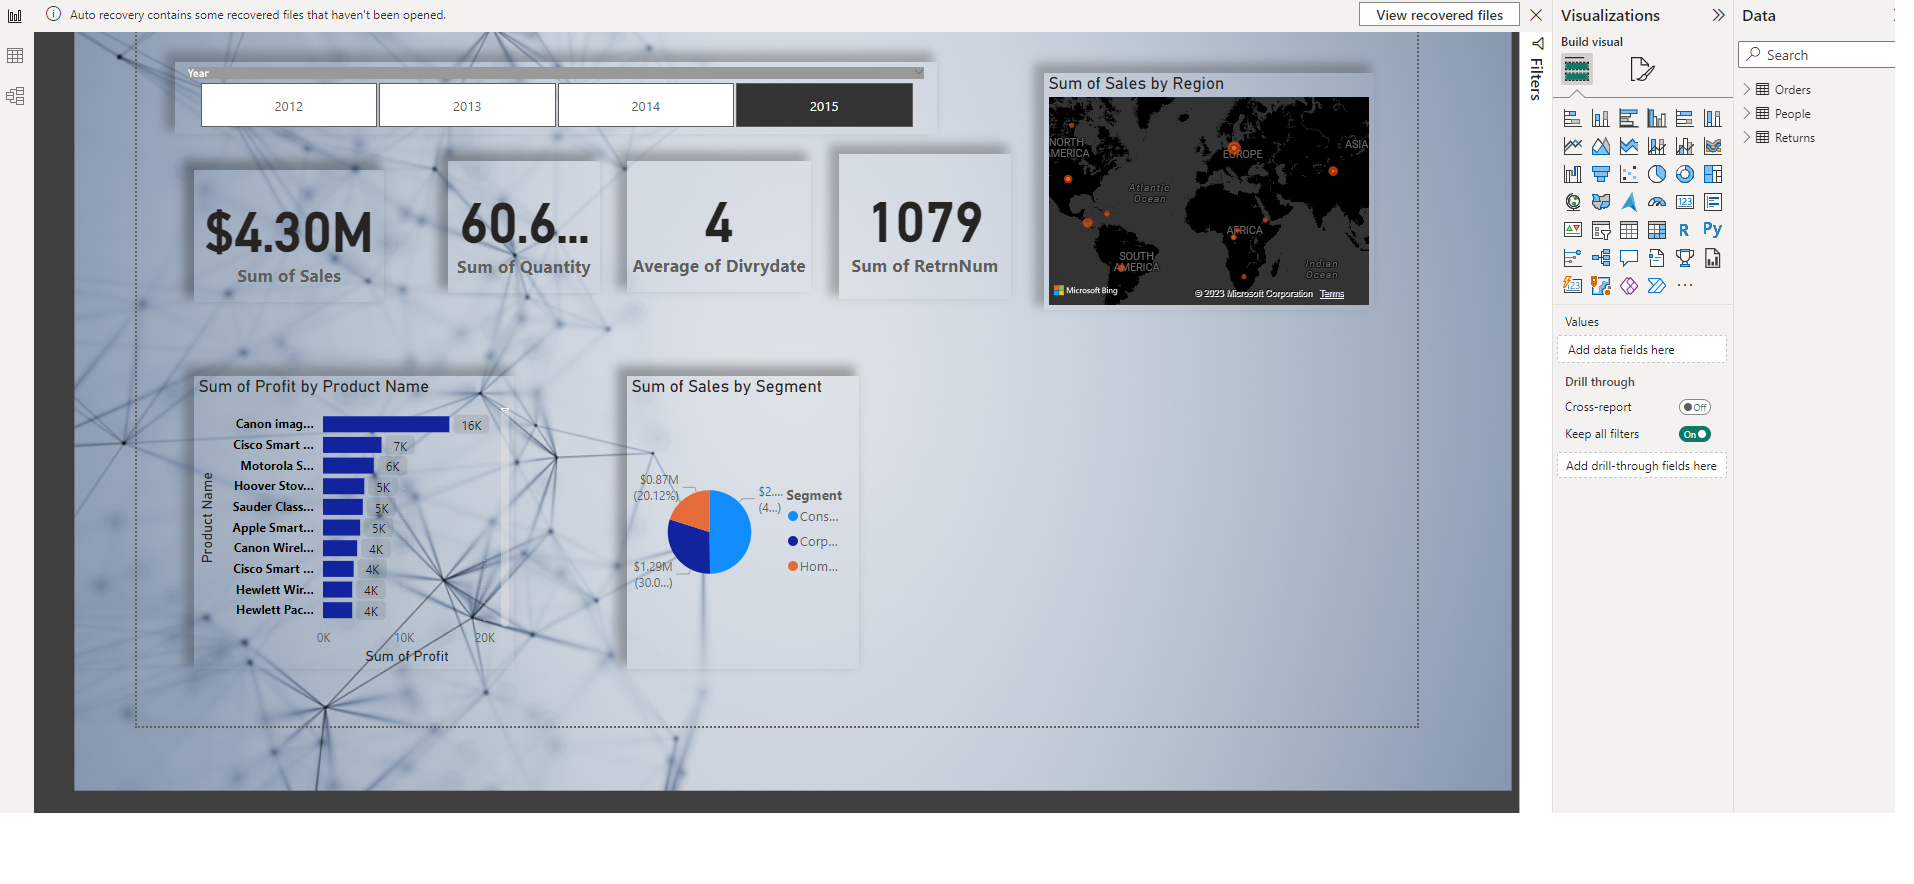 Auto recovery contains some recovered files that haven't been opened.
View recovered files
Year
2012
2013
2014
2015
$4.30M
Sum of Sales
60.6...
Sum of Quantity
4
Average of Divrydate
1079
Sum of RetrnNum
Sum of Sales by Region
NORTH
AMERICA
EUROPE
ASIA
Atlantic
Ocean
AFRICA
SOUTH
AMERICA
Indian
Ocean
Microsoft Bing
© 2023 Microsoft Corporation Terms
Sum of Profit by Product Name
Product Name
Canon imag... 16K
Cisco Smart ... 7K
Motorola S... 6K
Hoover Stov... 5K
Sauder Class... 5K
Apple Smart... 5K
Canon Wirel... 4K
Cisco Smart ... 4K
Hewlett Wir... 4K
Hewlett Pac... 4K
0K 10K 20K
Sum of Profit
Sum of Sales by Segment
$0.87M
(20.12%)
$2....
(4...)
$1.29M
(30.0...)
Segment
Cons...
Corp...
Hom...
Filters
Visualizations
Build visual
123
R
Py
123
Values
Add data fields here
Drill through
Cross-report Off
Keep all filters On
Add drill-through fields here
Data
Search
Orders
People
Returns